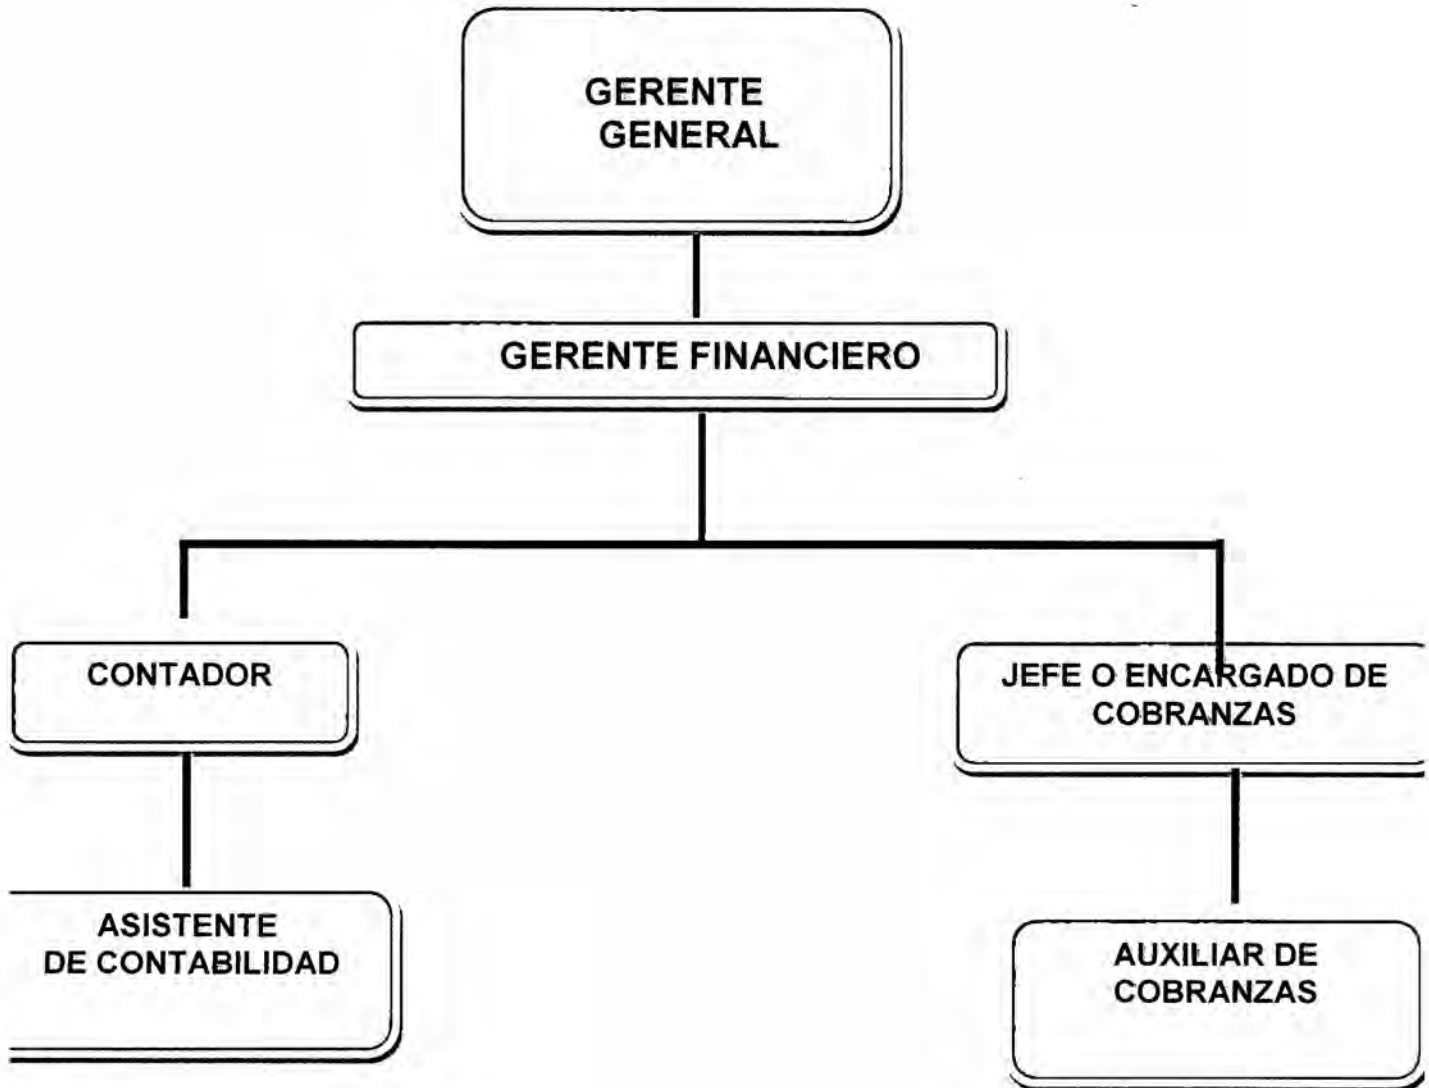 GERENTE
GENERAL
GERENTE FINANCIERO
CONTADOR
JEFE O ENCARGADO DE
COBRANZAS
ASISTENTE
DE CONTABILIDAD
AUXILIAR DE
COBRANZAS